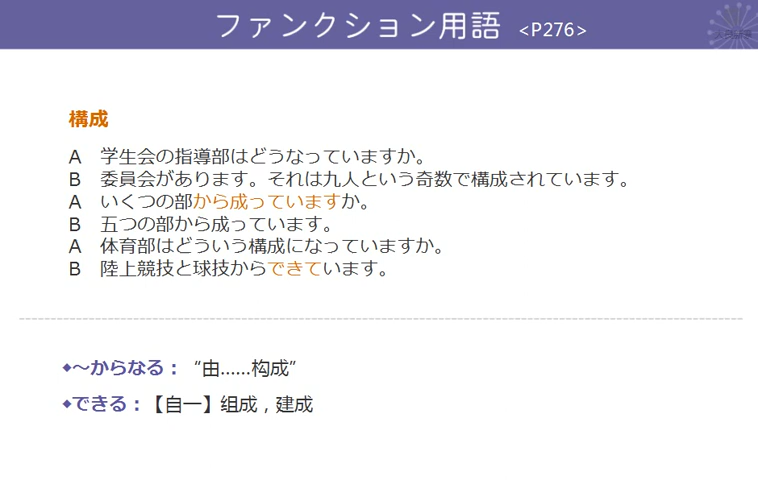 ファンクション用語 <P276>
構成
A 学生会の指導部はどうなっていますか。
B 委員会があります。それは九人という奇数で構成されています。
A いくつの部から成っていますか。
B 五つの部から成っています。
A 体育部はどういう構成になっていますか。
B 陸上競技と球技からできています。
◆～からなる：“由……构成”
◆できる：【自一】组成，建成